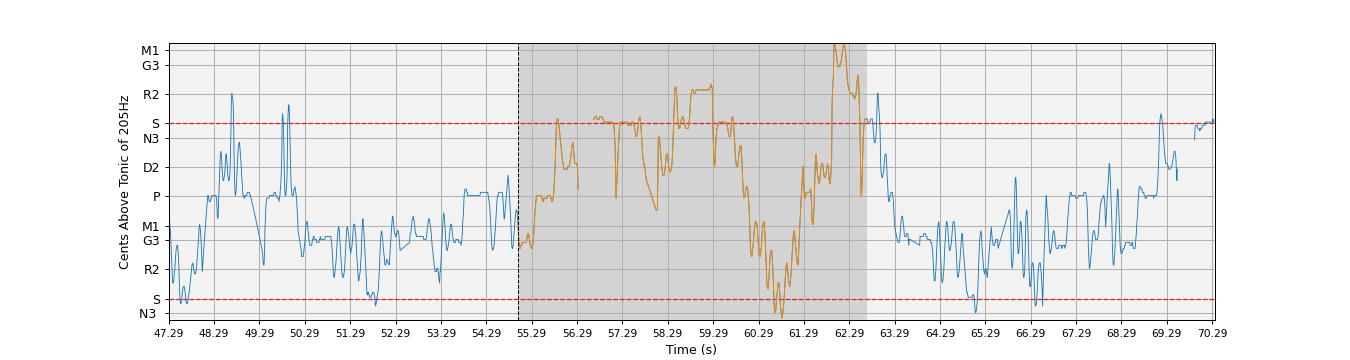 M1
G3
R2
S
N3
D2
P
M1
G3
R2
S
N3
Cents Above Tonic of 205Hz
47.29 48.29 49.29 50.29 51.29 52.29 53.29 54.29 55.29 56.29 57.29 58.29 59.29 60.29 61.29 62.29 63.29 64.29 65.29 66.29 67.29 68.29 69.29 70.29
Time (s)